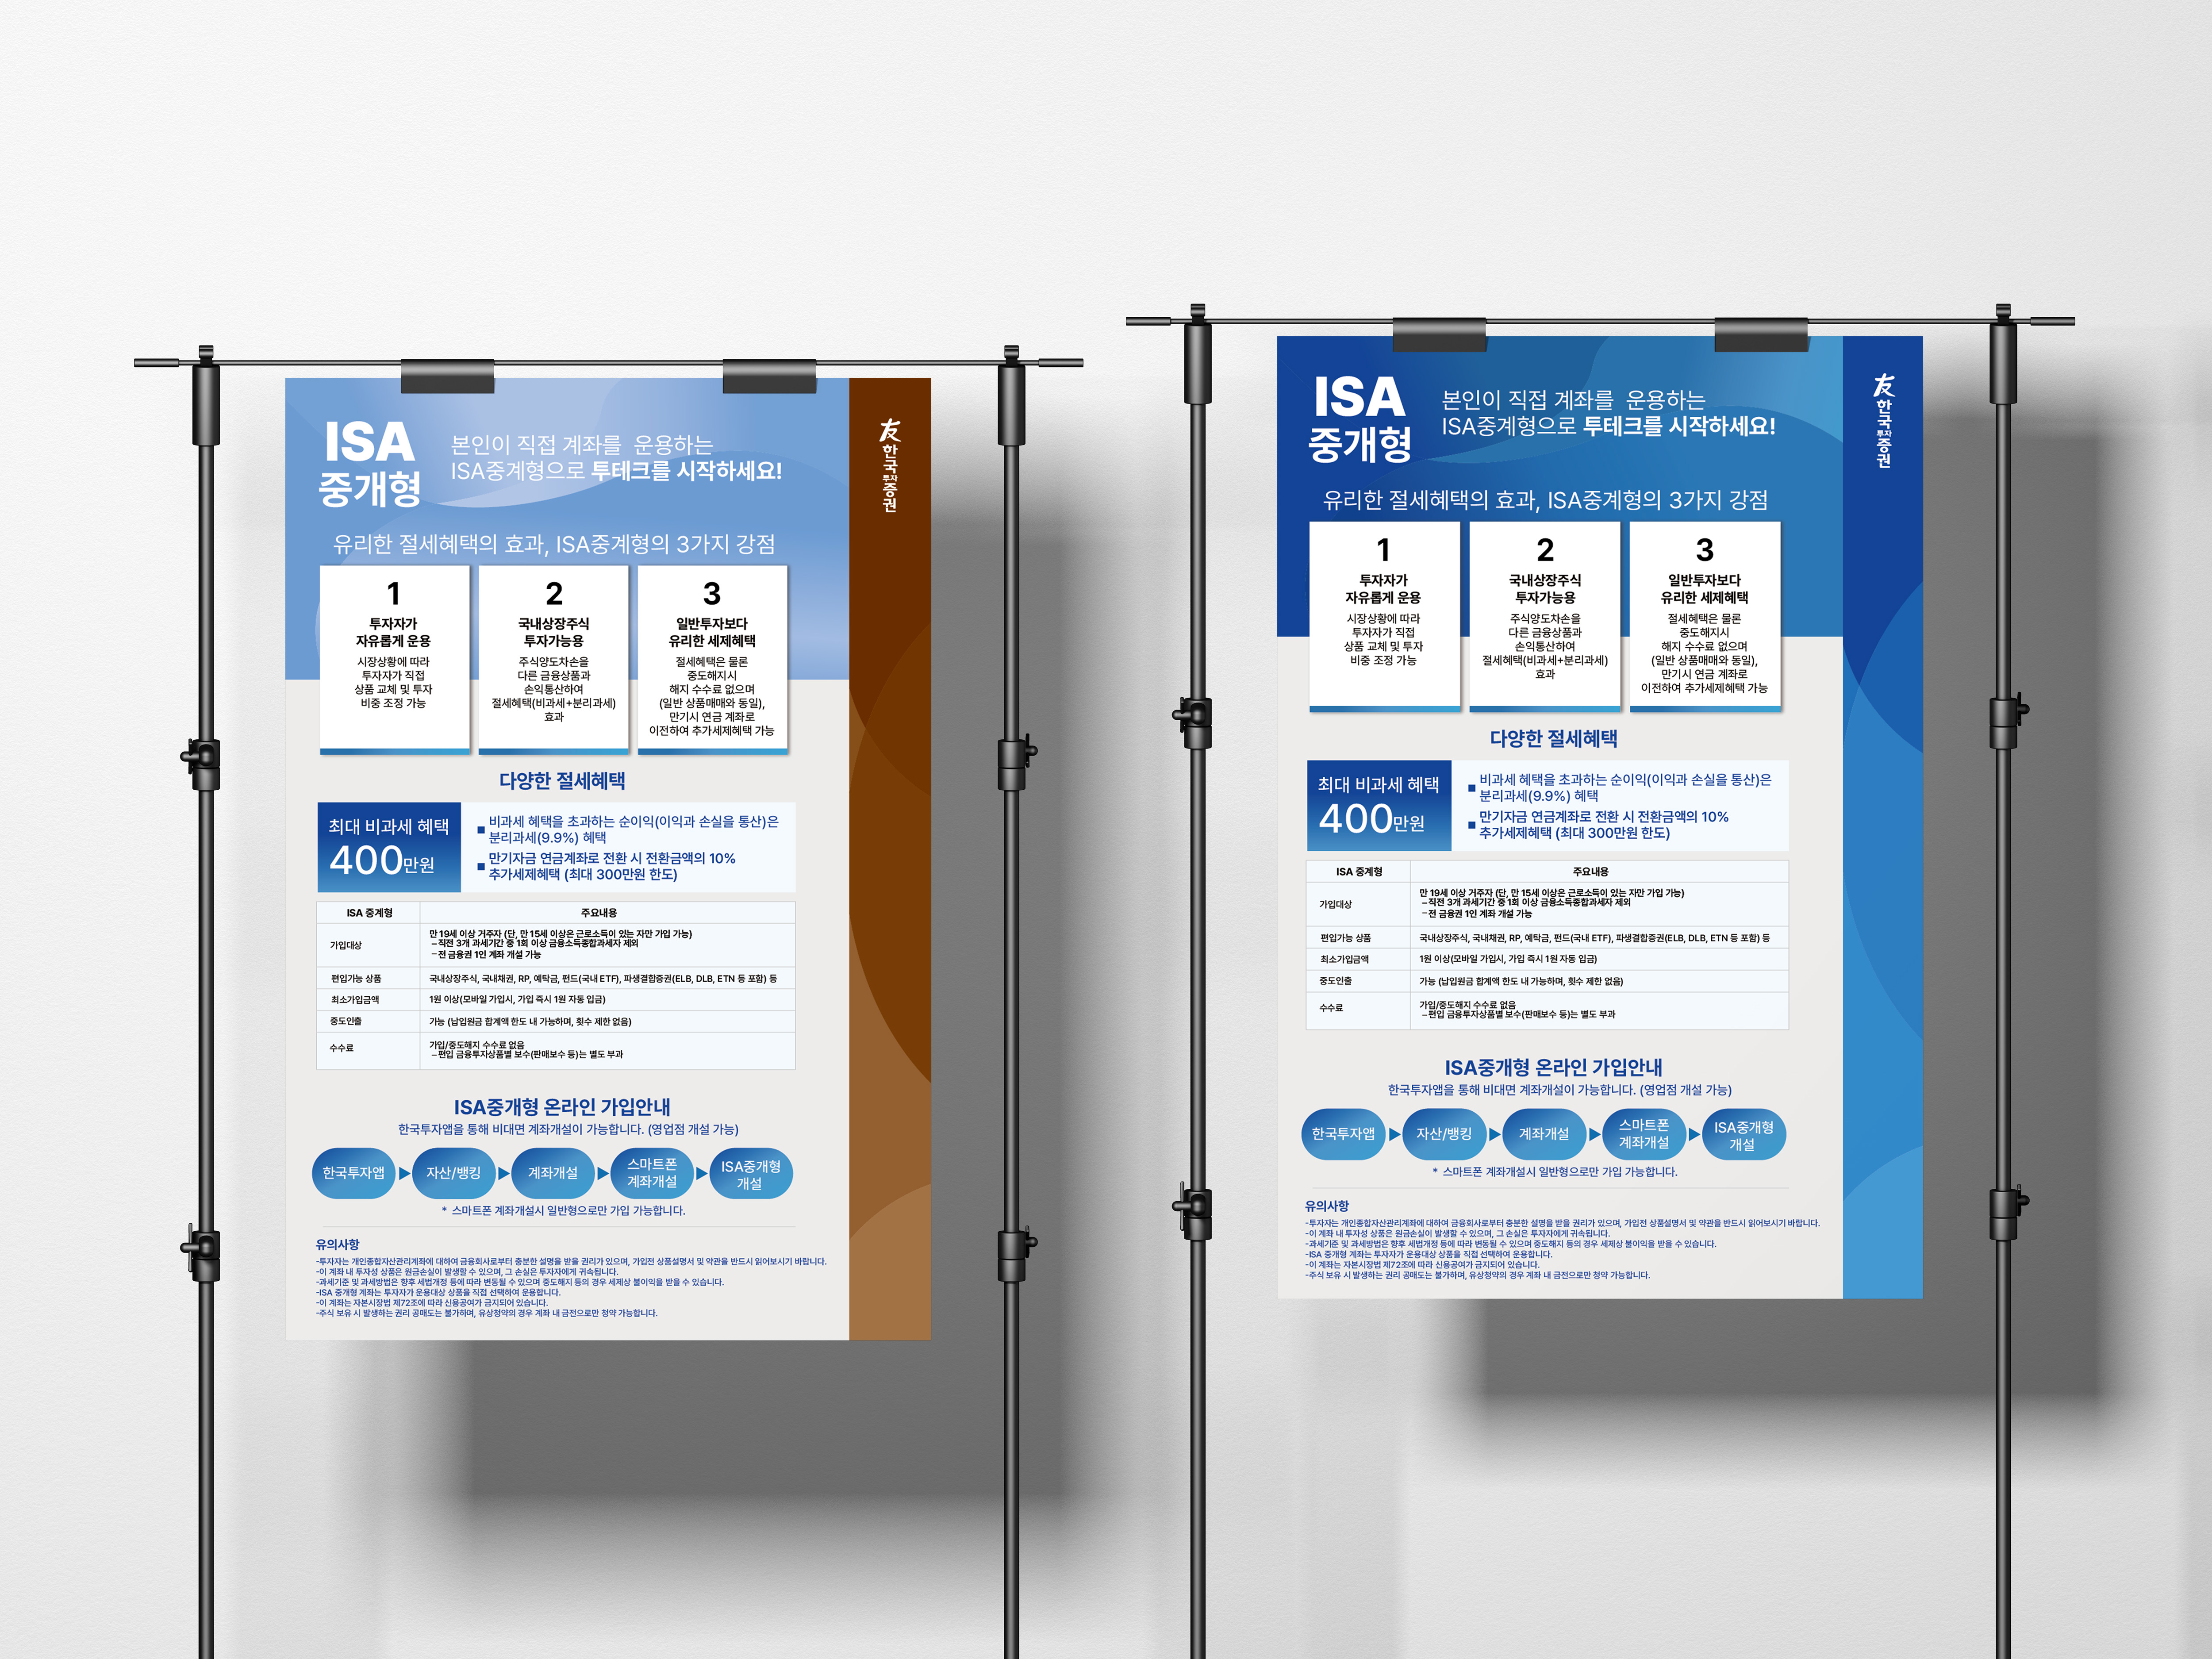 ISA
중개형
본인이 직접 계좌를 운용하는
ISA중계형으로 투테크를 시작하세요!
友한국투자증권
유리한 절세혜택의 효과, ISA중계형의 3가지 강점
1
투자자가
자유롭게 운용
시장상황에 따라
투자자가 직접
상품 교체 및 투자
비중 조정 가능
2
국내상장주식
투자가능용
주식양도차손을
다른 금융상품과
손익통산하여
절세혜택(비과세+분리과세)
효과
3
일반투자보다
유리한 세제혜택
절세혜택은 물론
중도해지시
해지 수수료 없으며
(일반 상품매매와 동일),
만기시 연금 계좌로
이전하여 추가세제혜택 가능
다양한 절세혜택
최대 비과세 혜택
400만원
■ 비과세 혜택을 초과하는 순이익(이익과 손실을 통산)은
분리과세(9.9%) 혜택
■ 만기자금 연금계좌로 전환 시 전환금액의 10%
추가세제혜택 (최대 300만원 한도)
ISA 중계형 주요내용
가입대상
만 19세 이상 거주자 (단, 만 15세 이상은 근로소득이 있는 자만 가입 가능)
–직전 3개 과세기간 중 1회 이상 금융소득종합과세자 제외
–전 금융권 1인 계좌 개설 가능
편입가능 상품 국내상장주식, 국내채권, RP, 예탁금, 펀드(국내 ETF), 파생결합증권(ELB, DLB, ETN 등 포함) 등
최소가입금액 1원 이상(모바일 가입시, 가입 즉시 1원 자동 입금)
중도인출 가능 (납입원금 합계액 한도 내 가능하며, 횟수 제한 없음)
수수료
가입/중도해지 수수료 없음
–편입 금융투자상품별 보수(판매보수 등)는 별도 부과
ISA중개형 온라인 가입안내
한국투자앱을 통해 비대면 계좌개설이 가능합니다. (영업점 개설 가능)
한국투자앱 ▶ 자산/뱅킹 ▶ 계좌개설 ▶ 스마트폰 계좌개설 ▶ ISA중개형 개설
* 스마트폰 계좌개설시 일반형으로만 가입 가능합니다.
유의사항
-투자자는 개인종합자산관리계좌에 대하여 금융회사로부터 충분한 설명을 받을 권리가 있으며, 가입전 상품설명서 및 약관을 반드시 읽어보시기 바랍니다.
-이 계좌 내 투자성 상품은 원금손실이 발생할 수 있으며, 그 손실은 투자자에게 귀속됩니다.
-과세기준 및 과세방법은 향후 세법개정 등에 따라 변동될 수 있으며 중도해지 등의 경우 세제상 불이익을 받을 수 있습니다.
-ISA 중개형 계좌는 투자자가 운용대상 상품을 직접 선택하여 운용합니다.
-이 계좌는 자본시장법 제72조에 따라 신용공여가 금지되어 있습니다.
-주식 보유 시 발생하는 권리 공매도는 불가하며, 유상청약의 경우 계좌 내 금전으로만 청약 가능합니다.
ISA
중개형
본인이 직접 계좌를 운용하는
ISA중계형으로 투테크를 시작하세요!
友한국투자증권
유리한 절세혜택의 효과, ISA중계형의 3가지 강점
1
투자자가
자유롭게 운용
시장상황에 따라
투자자가 직접
상품 교체 및 투자
비중 조정 가능
2
국내상장주식
투자가능용
주식양도차손을
다른 금융상품과
손익통산하여
절세혜택(비과세+분리과세)
효과
3
일반투자보다
유리한 세제혜택
절세혜택은 물론
중도해지시
해지 수수료 없으며
(일반 상품매매와 동일),
만기시 연금 계좌로
이전하여 추가세제혜택 가능
다양한 절세혜택
최대 비과세 혜택
400만원
■ 비과세 혜택을 초과하는 순이익(이익과 손실을 통산)은
분리과세(9.9%) 혜택
■ 만기자금 연금계좌로 전환 시 전환금액의 10%
추가세제혜택 (최대 300만원 한도)
ISA 중계형 주요내용
가입대상
만 19세 이상 거주자 (단, 만 15세 이상은 근로소득이 있는 자만 가입 가능)
–직전 3개 과세기간 중 1회 이상 금융소득종합과세자 제외
–전 금융권 1인 계좌 개설 가능
편입가능 상품 국내상장주식, 국내채권, RP, 예탁금, 펀드(국내 ETF), 파생결합증권(ELB, DLB, ETN 등 포함) 등
최소가입금액 1원 이상(모바일 가입시, 가입 즉시 1원 자동 입금)
중도인출 가능 (납입원금 합계액 한도 내 가능하며, 횟수 제한 없음)
수수료
가입/중도해지 수수료 없음
–편입 금융투자상품별 보수(판매보수 등)는 별도 부과
ISA중개형 온라인 가입안내
한국투자앱을 통해 비대면 계좌개설이 가능합니다. (영업점 개설 가능)
한국투자앱 ▶ 자산/뱅킹 ▶ 계좌개설 ▶ 스마트폰 계좌개설 ▶ ISA중개형 개설
* 스마트폰 계좌개설시 일반형으로만 가입 가능합니다.
유의사항
-투자자는 개인종합자산관리계좌에 대하여 금융회사로부터 충분한 설명을 받을 권리가 있으며, 가입전 상품설명서 및 약관을 반드시 읽어보시기 바랍니다.
-이 계좌 내 투자성 상품은 원금손실이 발생할 수 있으며, 그 손실은 투자자에게 귀속됩니다.
-과세기준 및 과세방법은 향후 세법개정 등에 따라 변동될 수 있으며 중도해지 등의 경우 세제상 불이익을 받을 수 있습니다.
-ISA 중개형 계좌는 투자자가 운용대상 상품을 직접 선택하여 운용합니다.
-이 계좌는 자본시장법 제72조에 따라 신용공여가 금지되어 있습니다.
-주식 보유 시 발생하는 권리 공매도는 불가하며, 유상청약의 경우 계좌 내 금전으로만 청약 가능합니다.